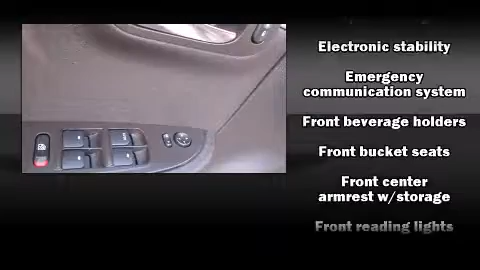 Electronic stability
Emergency
communication system
Front beverage holders
Front bucket seats
Front center
armrest w/storage
Front reading lights